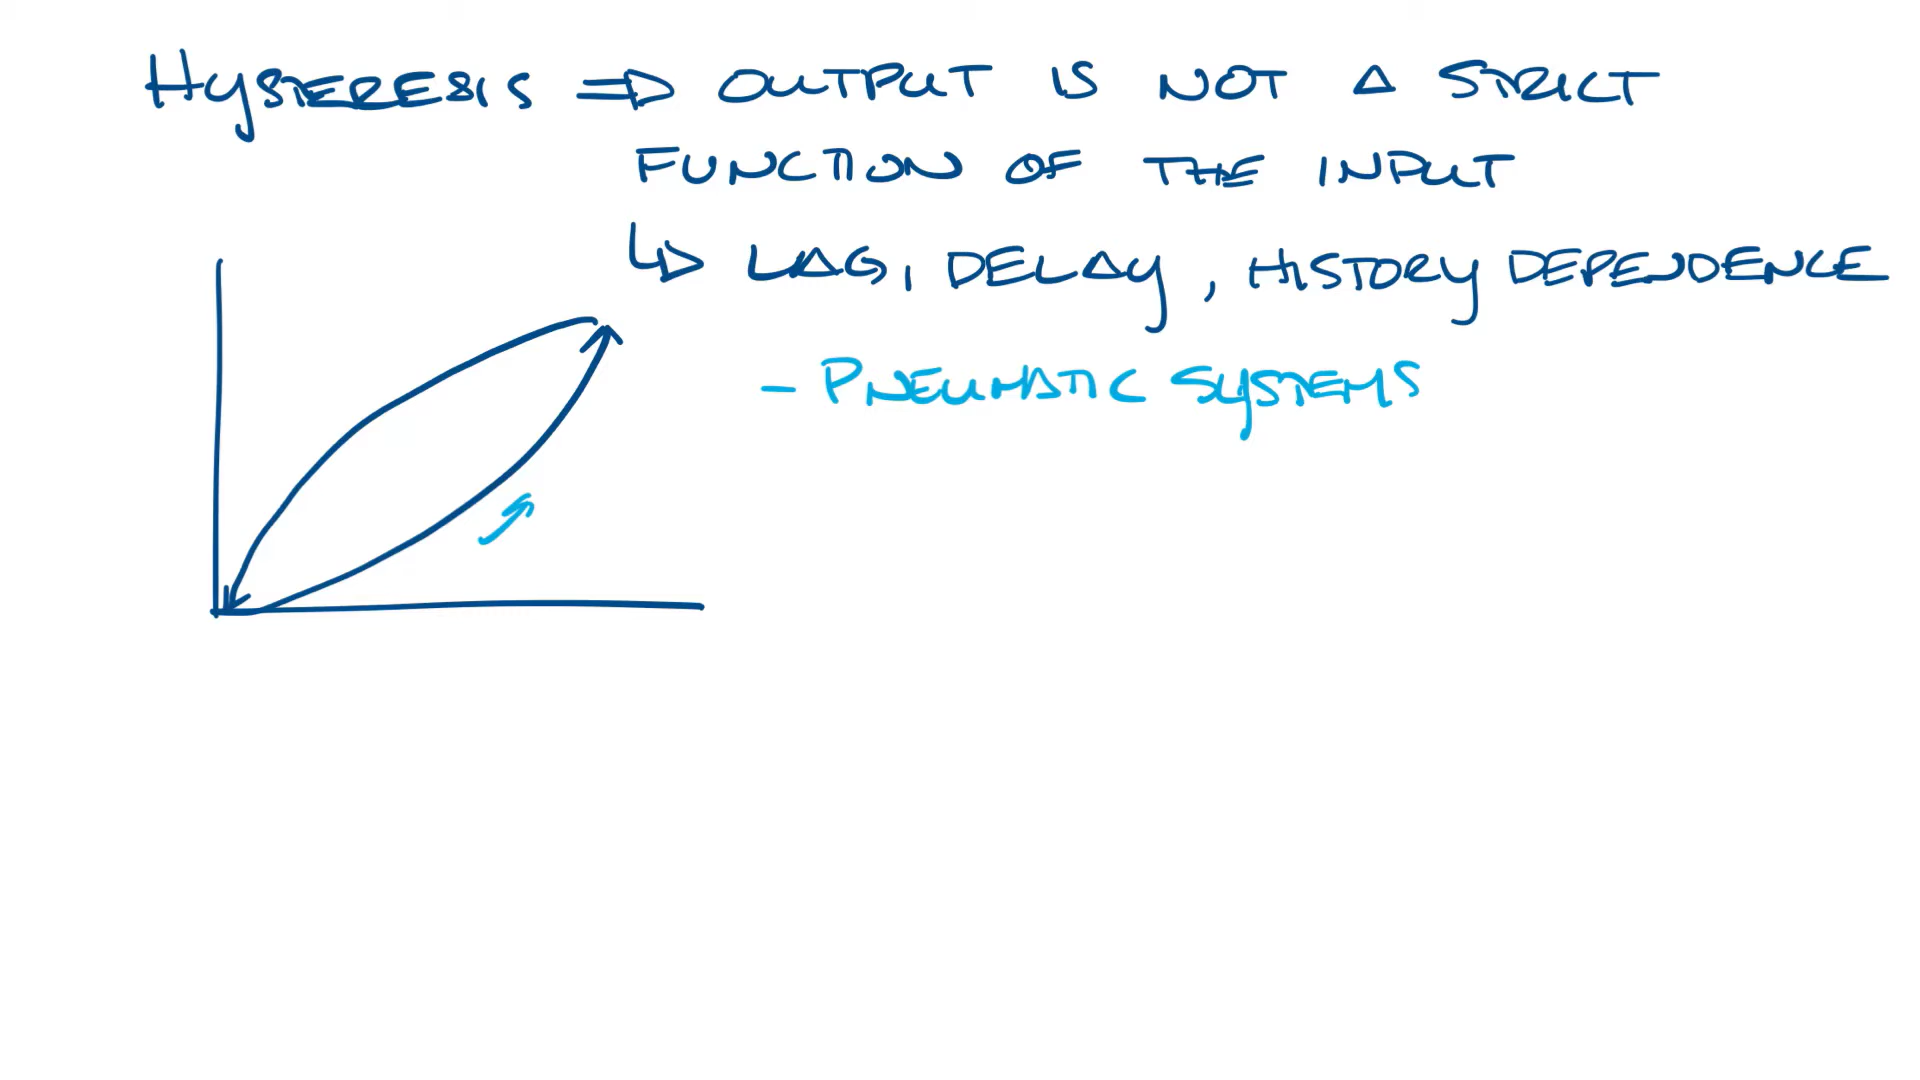 HYSTERESIS ⇒ OUTPUT IS NOT A STRICT
FUNCTION OF THE INPUT
↳ LAG, DELAY, HISTORY DEPENDENCE
- PNEUMATIC SYSTEMS